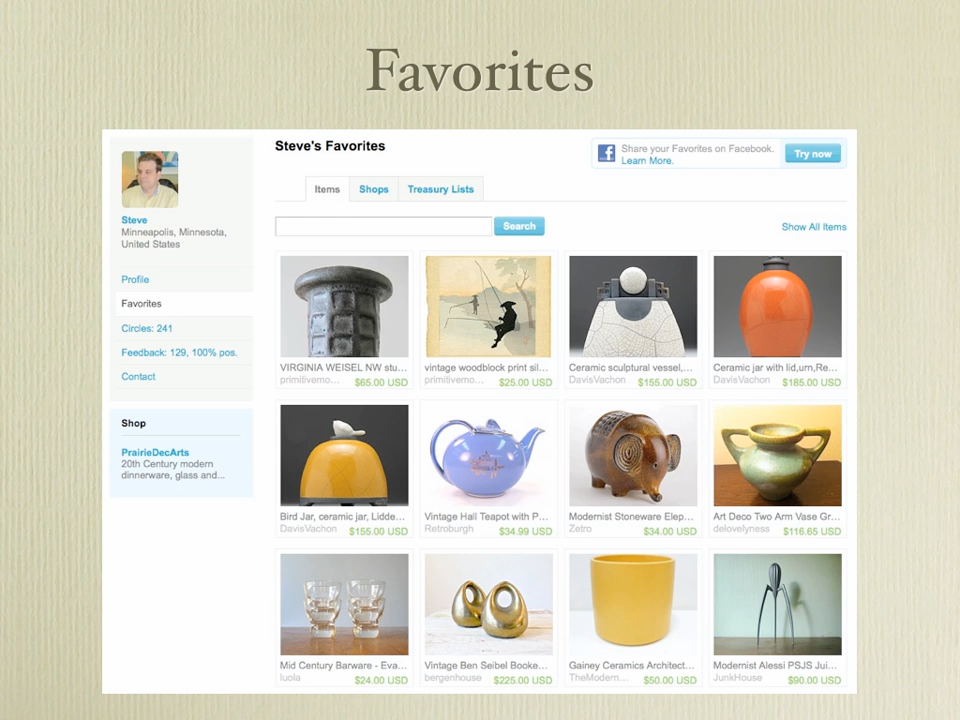 Favorites
Steve's Favorites
Share your Favorites on Facebook.
Learn More.
Try now
Items
Shops
Treasury Lists
Search
Show All Items
Steve
Minneapolis, Minnesota,
United States
Profile
Favorites
Circles: 241
Feedback: 129, 100% pos.
Contact
Shop
PrairieDecArts
20th Century modern
dinnerware, glass and...
VIRGINIA WEISEL NW stu...
primitivemo... $65.00 USD
vintage woodblock print sil...
primitivemo... $25.00 USD
Ceramic sculptural vessel,...
DavisVachon $155.00 USD
Ceramic jar with lid,urn,Re...
DavisVachon $185.00 USD
Bird Jar, ceramic jar, Lidde...
DavisVachon $155.00 USD
Vintage Hall Teapot with P...
Retroburgh $34.99 USD
Modernist Stoneware Elep...
Zetro $34.00 USD
Art Deco Two Arm Vase Gr...
delovelyness $116.65 USD
Mid Century Barware - Eva...
luola $24.00 USD
Vintage Ben Seibel Booke...
bergenhouse $225.00 USD
Gainey Ceramics Architect...
TheModern... $50.00 USD
Modernist Alessi PSJS Jui...
JunkHouse $90.00 USD